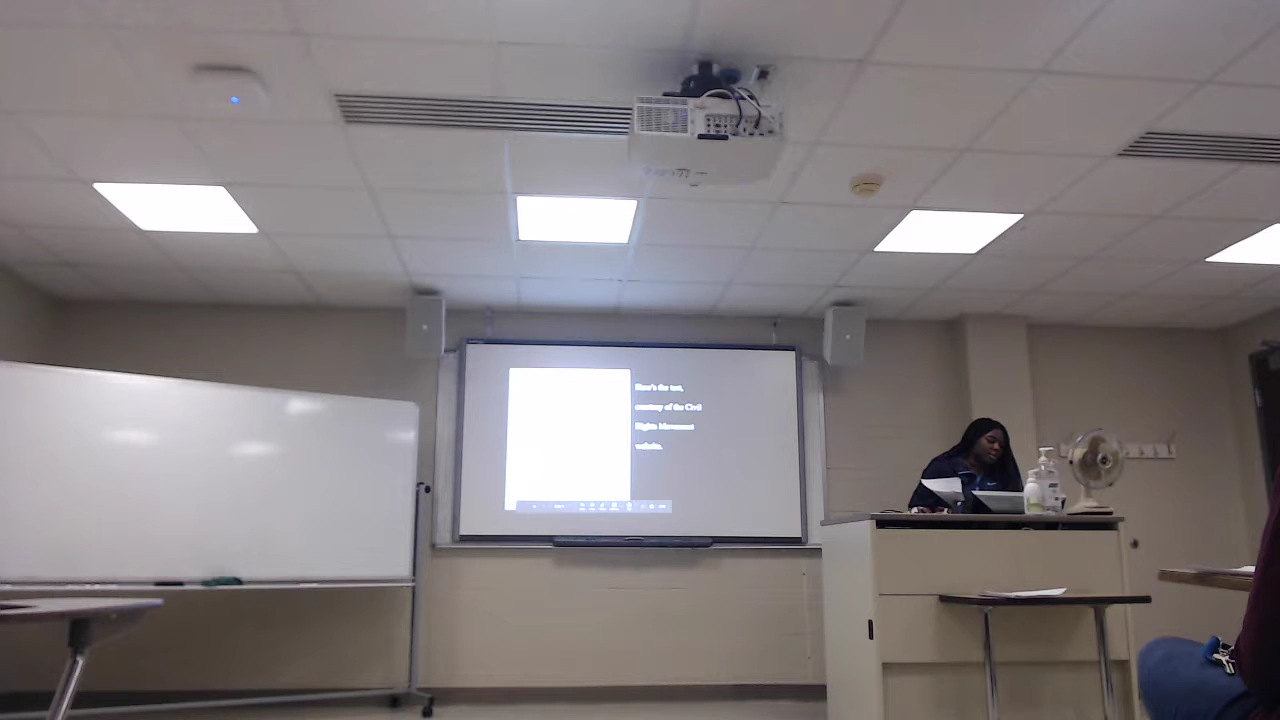 Here's the text,
courtesy of the Civil
Rights Movement
website.